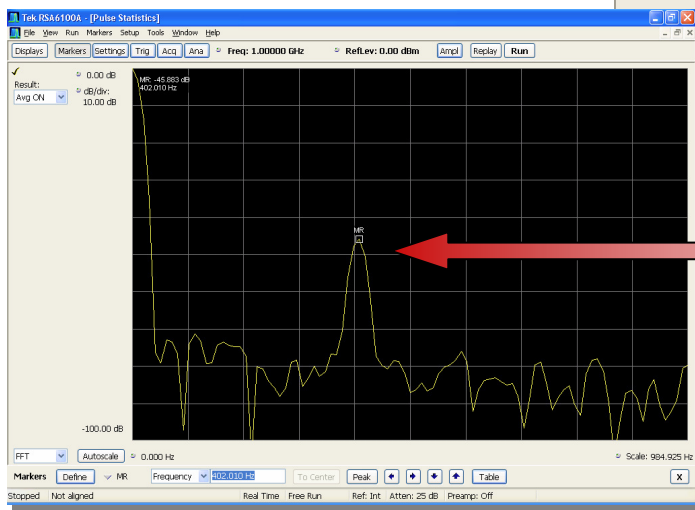 Tek RSA6100A - [Pulse Statistics]
File View Run Markers Setup Tools Window Help
Displays Markers Settings Trig Acq Ana Freq: 1.00000 GHz RefLev: 0.00 dBm Ampl Replay Run
Result:
Avg ON
0.00 dB
dB/div:
10.00 dB
MR: -45.883 dB
402.010 Hz
MR
-100.00 dB
FFT Autoscale 0.000 Hz Scale: 984.925 Hz
Markers Define MR Frequency 402.010 Hz To Center Peak Table X
Stopped Not aligned Real Time Free Run Ref: Int Atten: 25 dB Preamp: Off